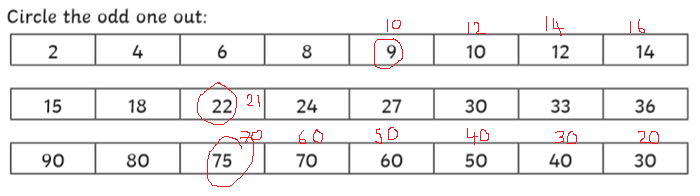 Circle the odd one out:
10 12 14 16
2 4 6 8 9 10 12 14
15 18 22 21 24 27 30 33 36
70 60 50 40 30 20
90 80 75 70 60 50 40 30